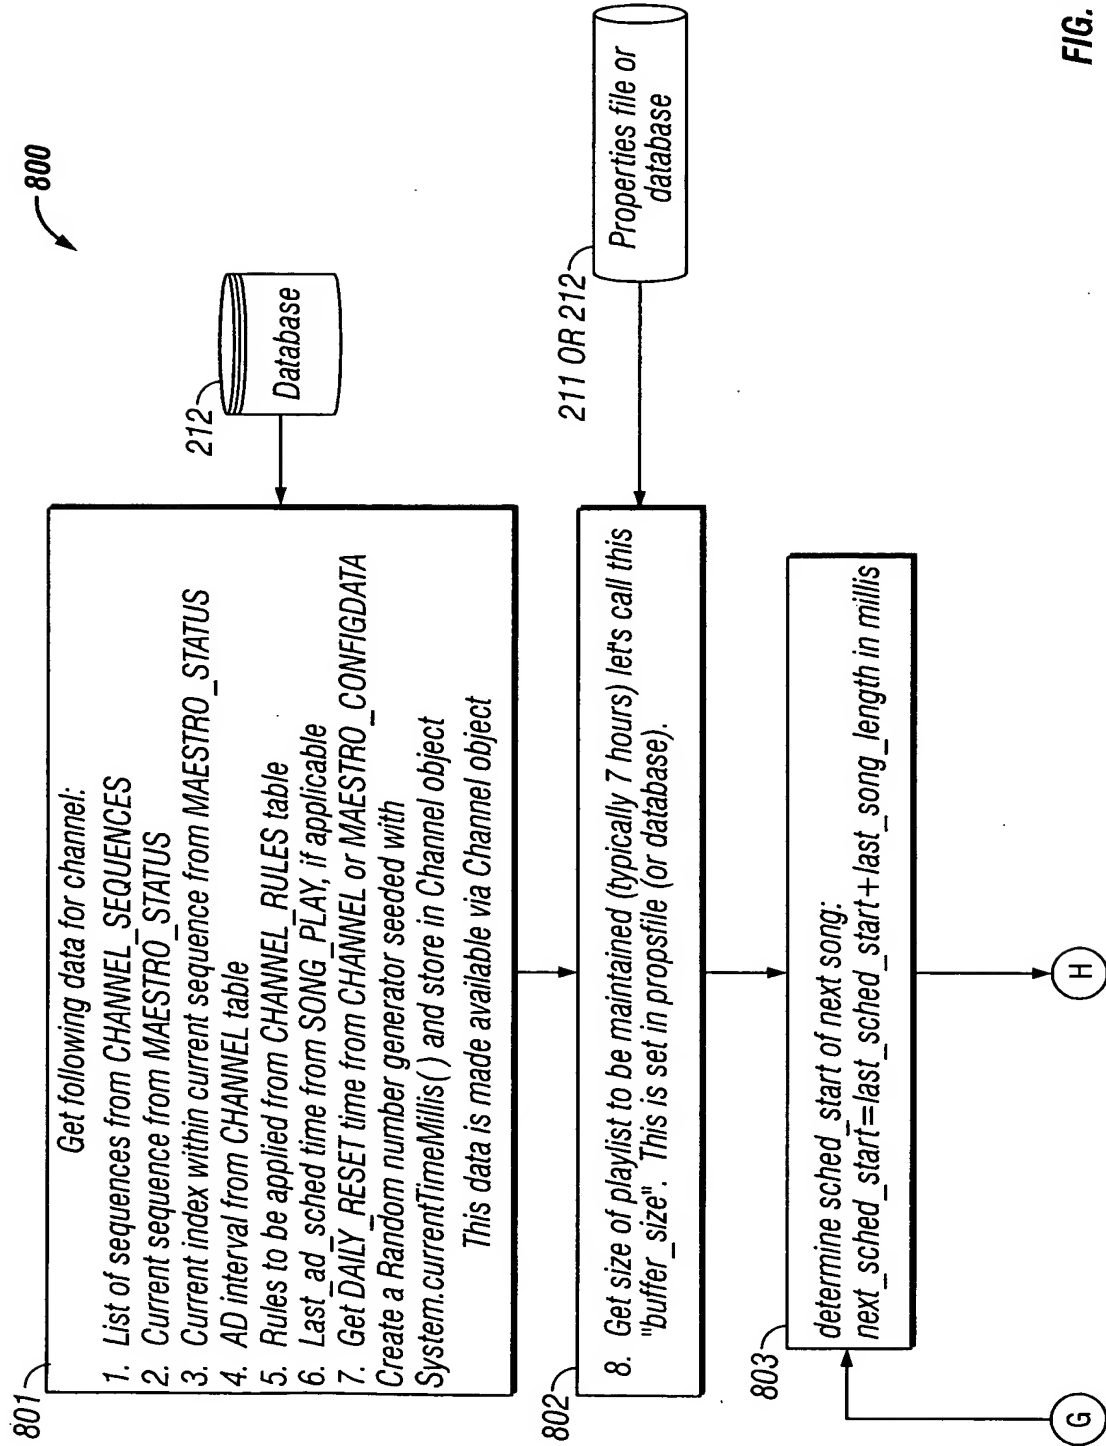 800
801
Get following data for channel:
1. List of sequences from CHANNEL_SEQUENCES
2. Current sequence from MAESTRO_STATUS
3. Current index within current sequence from MAESTRO_STATUS
4. AD interval from CHANNEL table
5. Rules to be applied from CHANNEL_RULES table
6. Last_ad_sched time from SONG_PLAY, if applicable
7. Get DAILY_RESET time from CHANNEL or MAESTRO_CONFIGDATA
Create a Random number generator seeded with
System.currentTimeMillis( ) and store in Channel object
This data is made available via Channel object
212
Database
802
8. Get size of playlist to be maintained (typically 7 hours) let's call this
"buffer_size". This is set in propsfile (or database).
211 OR 212
Properties file or
database
803
determine sched_start of next song:
next_sched_start=last_sched_start+last_song_length in millis
G
H
FIG.